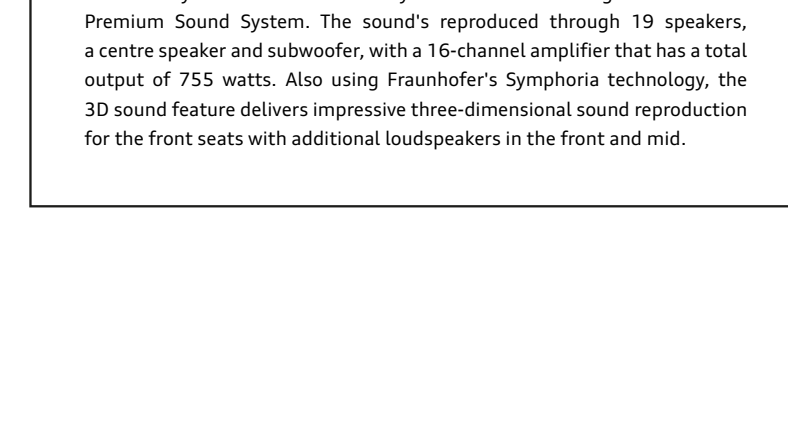 Premium Sound System. The sound's reproduced through 19 speakers,
a centre speaker and subwoofer, with a 16-channel amplifier that has a total
output of 755 watts. Also using Fraunhofer's Symphoria technology, the
3D sound feature delivers impressive three-dimensional sound reproduction
for the front seats with additional loudspeakers in the front and mid.